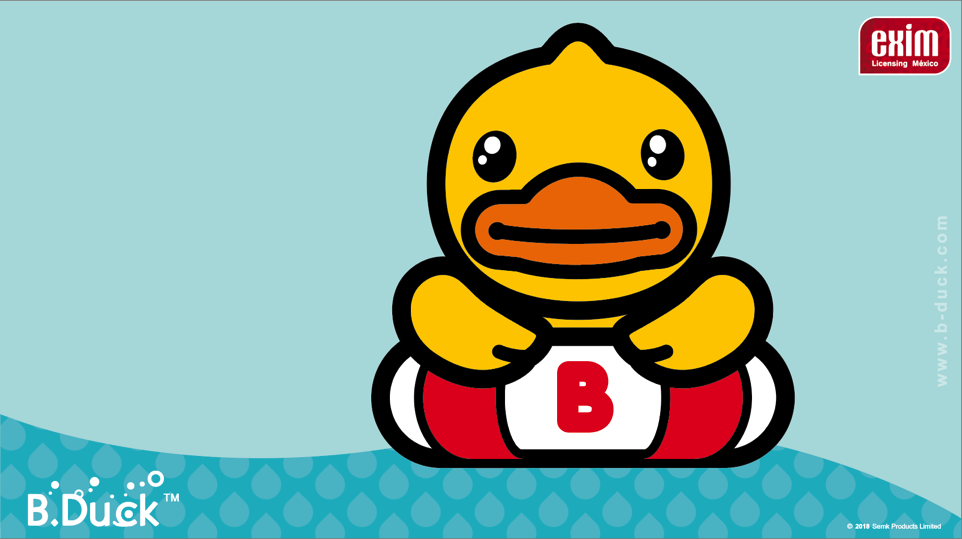 exim
Licensing México
www.b-duck.com
B
B.Duck™
© 2018 Semk Products Limited